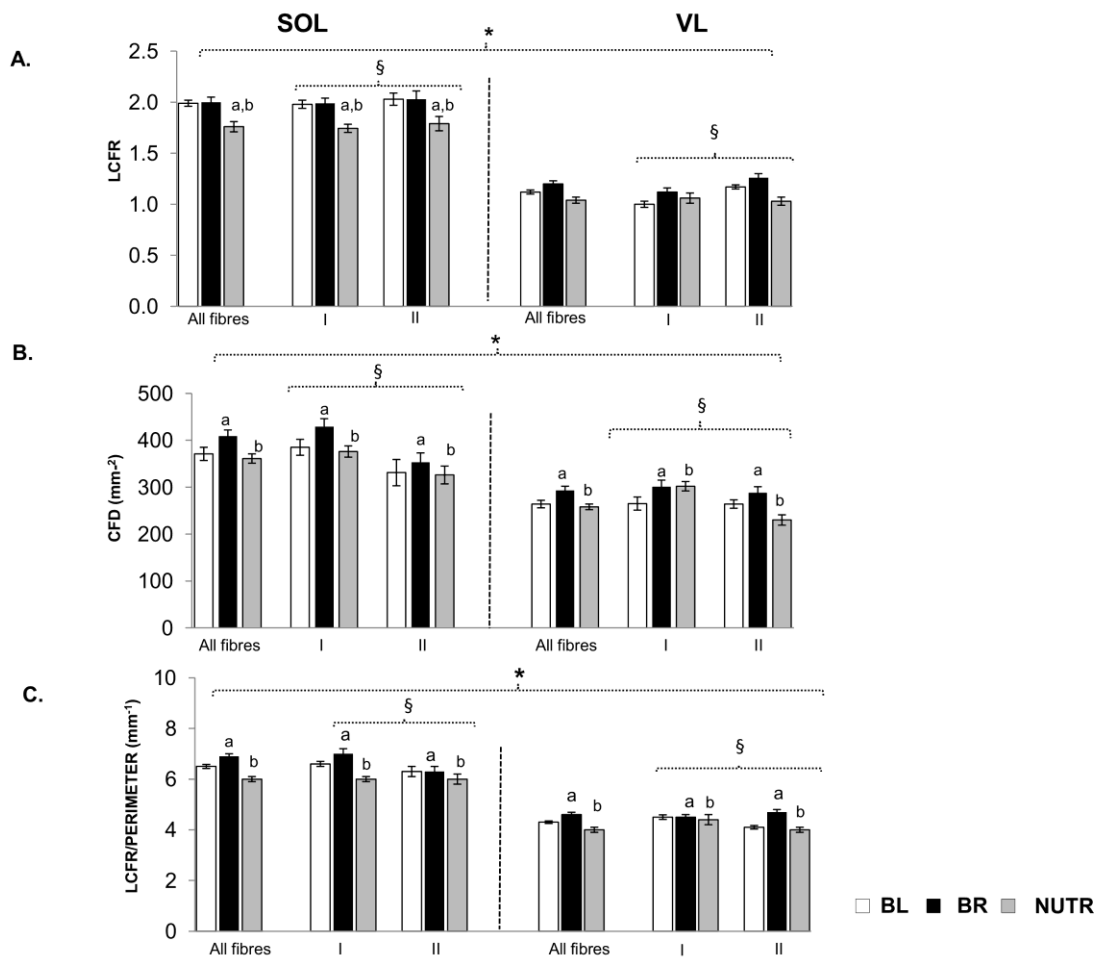 SOL VL
A.
*
2.5
§
2.0
a,b a,b a,b
§
1.5
LCFR
1.0
0.5
0.0
All fibres I II All fibres I II
B.
*
§
500
a a
§
400
b b a b
a b a b a b
300
CFD (mm-²)
200
100
0
All fibres I II All fibres I II
C.
*
10
§
8
a b a b a b
§
6
a b a b a b
LCFR/PERIMETER (mm-1)
4
2
0
All fibres I II All fibres I II
BL BR NUTR